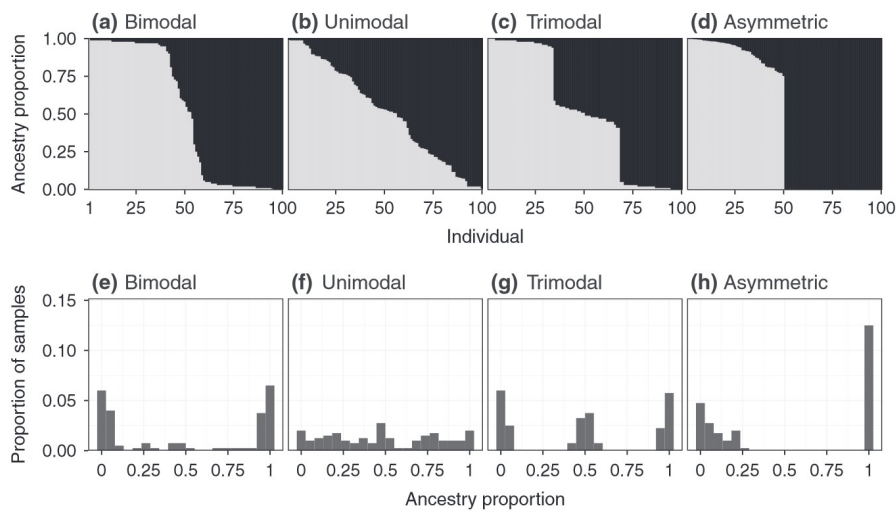 (a) Bimodal (b) Unimodal (c) Trimodal (d) Asymmetric
1.00
0.75
0.50
0.25
0.00
Ancestry proportion
1 25 50 75 100 25 50 75 100 25 50 75 100 25 50 75 100
Individual
(e) Bimodal (f) Unimodal (g) Trimodal (h) Asymmetric
0.15
0.10
0.05
0.00
Proportion of samples
0 0.25 0.5 0.75 1 0 0.25 0.5 0.75 1 0 0.25 0.5 0.75 1 0 0.25 0.5 0.75 1
Ancestry proportion